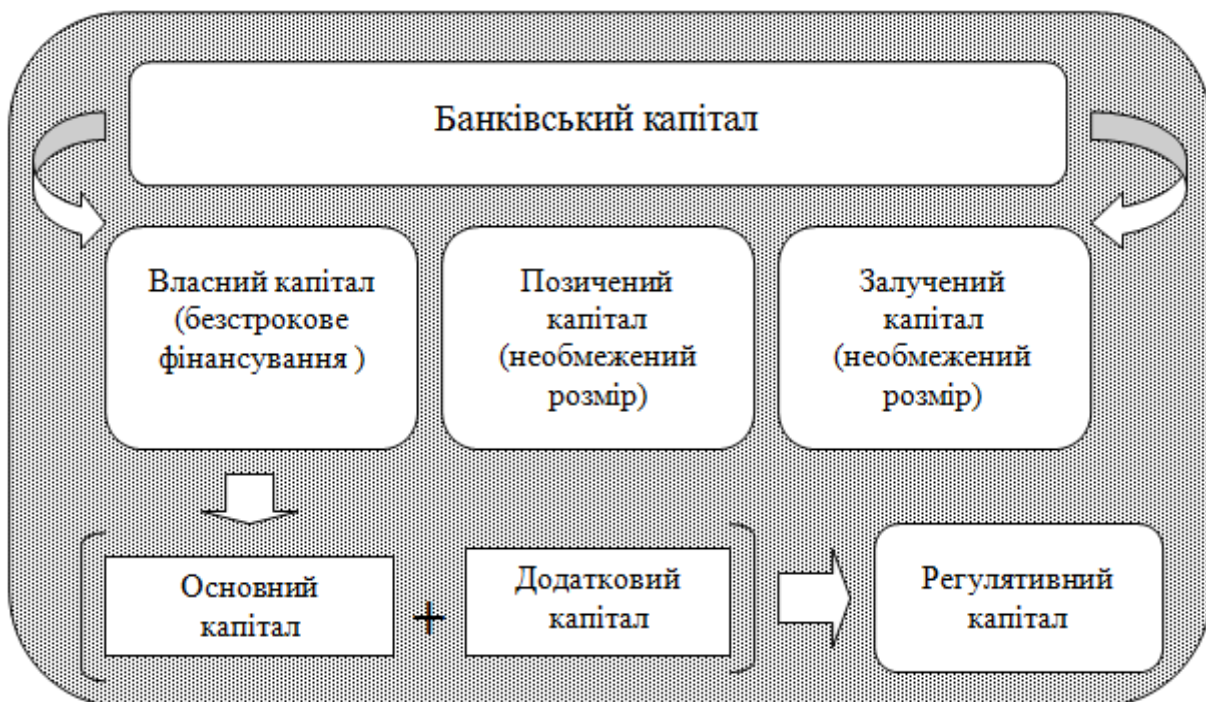 Банківський капітал
Власний капітал
(безстрокове
фінансування )
Позичений
капітал
(необмежений
розмір)
Залучений
капітал
(необмежений
розмір)
Основний
капітал
+
Додатковий
капітал
Регулятивний
капітал